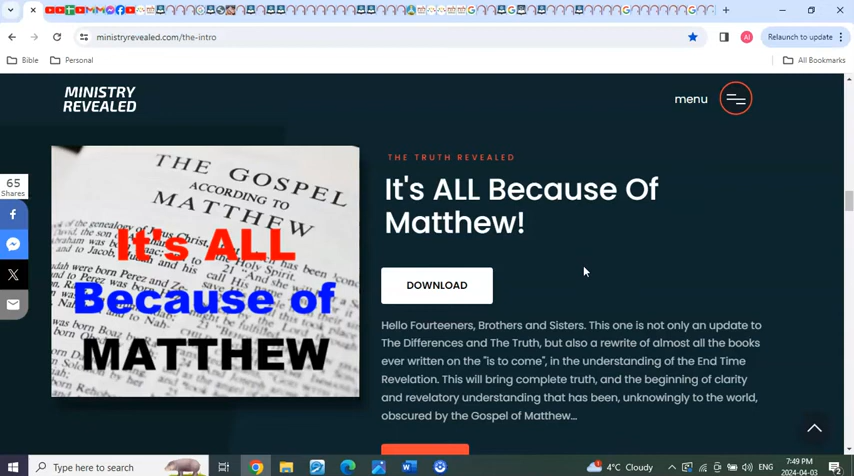 ministryrevealed.com/the-intro
Relaunch to update
Bible
Personal
All Bookmarks
MINISTRY
REVEALED
menu
65
Shares
THE GOSPEL
ACCORDING TO
MATTHEW
It's ALL
Because of
MATTHEW
THE TRUTH REVEALED
It's ALL Because Of
Matthew!
DOWNLOAD
Hello Fourteeners, Brothers and Sisters. This one is not only an update to
The Differences and The Truth, but also a rewrite of almost all the books
ever written on the "is to come", in the understanding of the End Time
Revelation. This will bring complete truth, and the beginning of clarity
and revelatory understanding that has been, unknowingly to the world,
obscured by the Gospel of Matthew...
Type here to search
4°C Cloudy
ENG
7:49 PM
2024-04-03